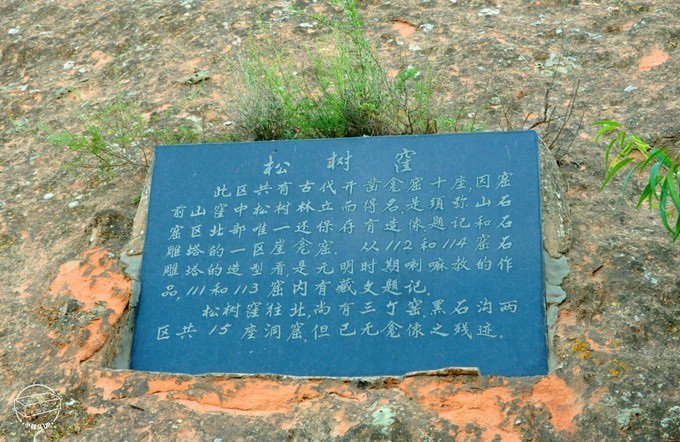 松树窪
此区共有古代开凿龛窟十座,因窟
前山窪中松树林立而得名是须弥山石
窟区北部唯一还保存有造像题记和石
雕塔的一区崖龛窟. 从112和114窟石
雕塔的造型看,是元明时期喇嘛教的作
品,111和113窟内有藏文题记.
松树窪往北,尚有三个窑,黑石沟两
区共15座洞窟,但已无龛像之残迹。